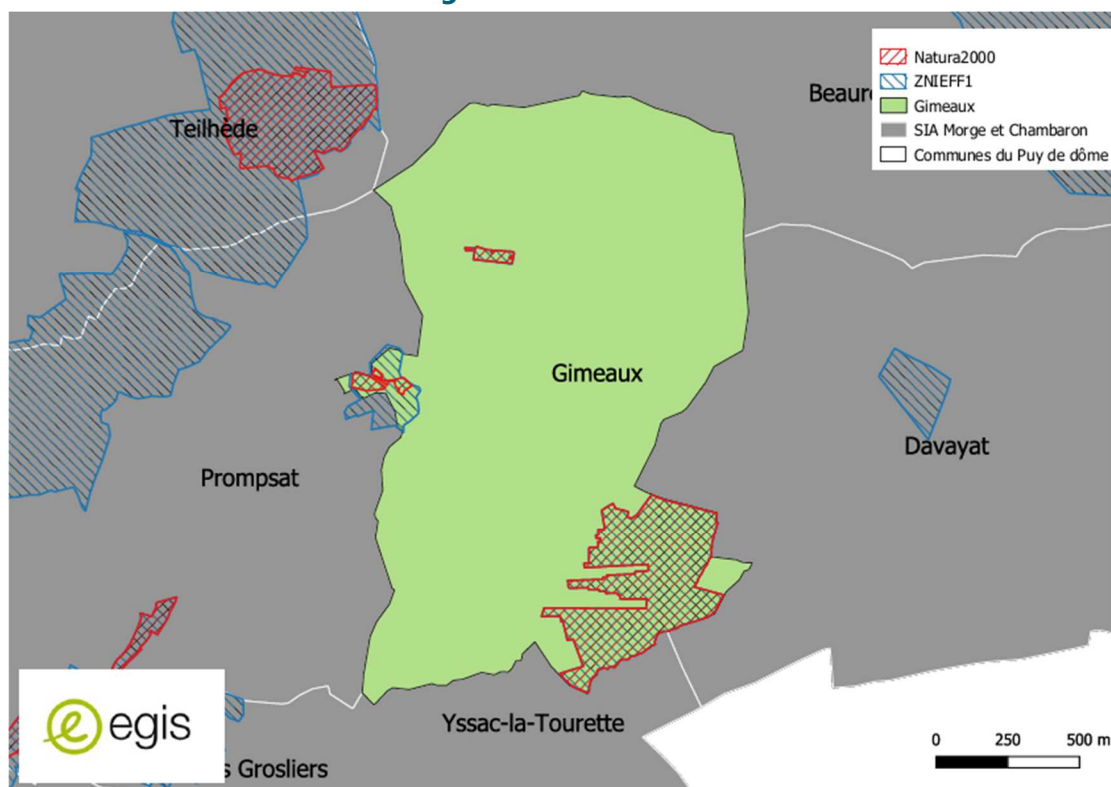 Natura2000
ZNIEFF1
Gimeaux
SIA Morge et Chambaron
Communes du Puy de dôme
Teilhède
Gimeaux
Davayat
Prompsat
Yssac-la-Tourette
egis
Grosliers
0 250 500 m